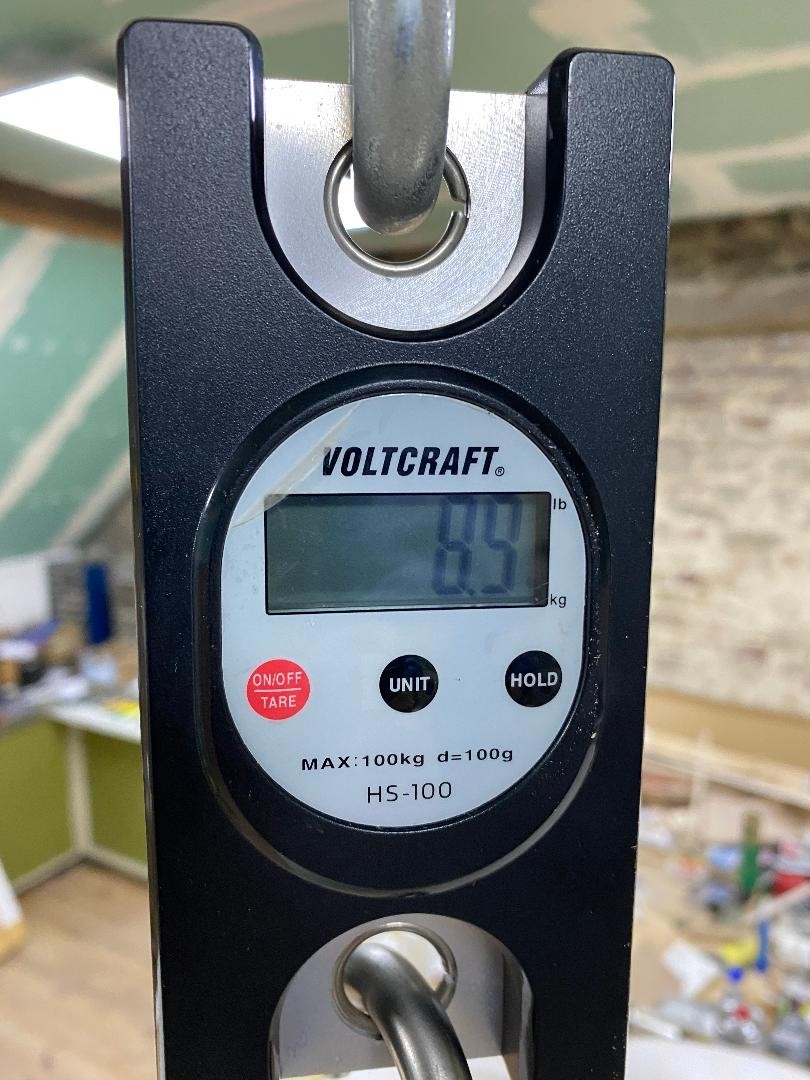 VOLTCRAFT®
lb
8.5
kg
ON/OFF
TARE
UNIT
HOLD
MAX:100kg d=100g
HS-100